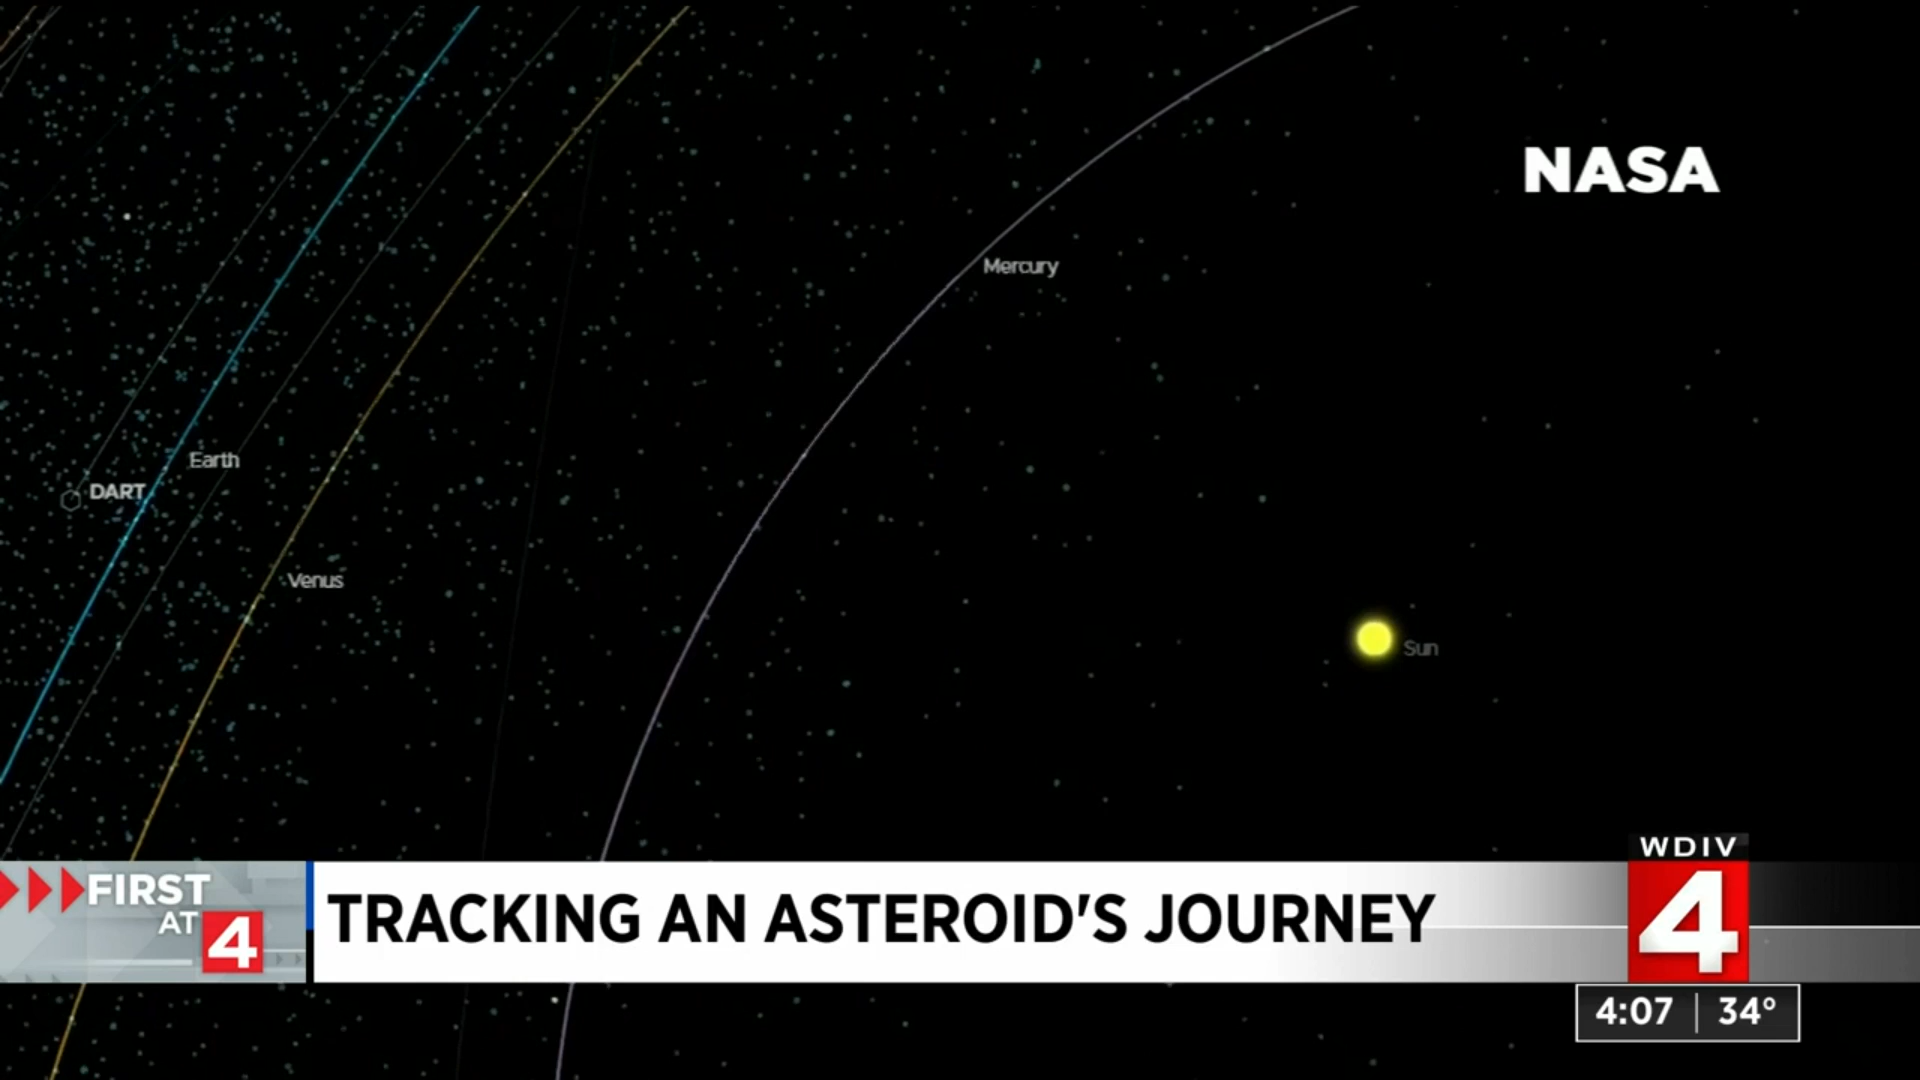 NASA
Mercury
Earth
DART
Venus
Sun
WDIV
4
FIRST
AT 4
TRACKING AN ASTEROID'S JOURNEY
4:07 | 34°